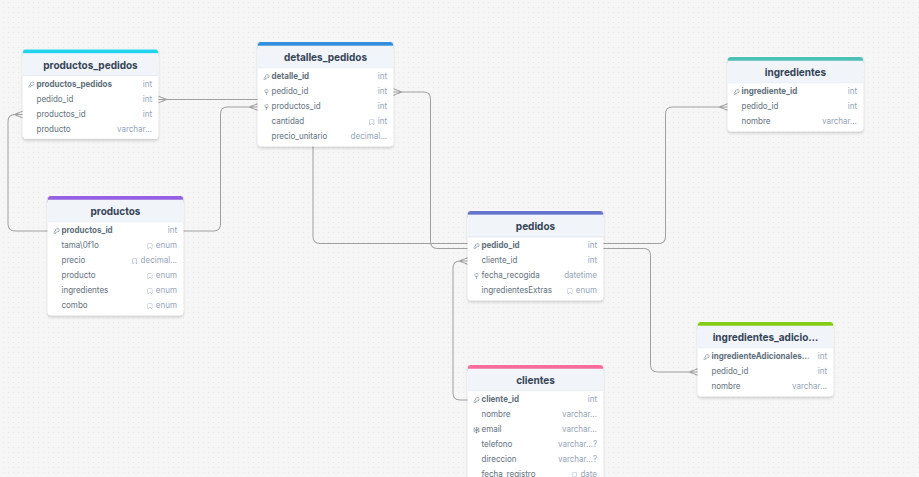 productos_pedidos
productos_pedidos int
pedido_id int
productos_id int
producto varchar...
detalles_pedidos
detalle_id int
pedido_id int
productos_id int
cantidad int
precio_unitario decimal...
ingredientes
ingrediente_id int
pedido_id int
nombre varchar...
productos
productos_id int
tama\0f1o enum
precio decimal...
producto enum
ingredientes enum
combo enum
pedidos
pedido_id int
cliente_id int
fecha_recogida datetime
ingredientesExtras enum
ingredientes_adicio...
ingredienteAdicionales... int
pedido_id int
nombre varchar...
clientes
cliente_id int
nombre varchar...
email varchar...
telefono varchar...?
direccion varchar...?
fecha_registro date